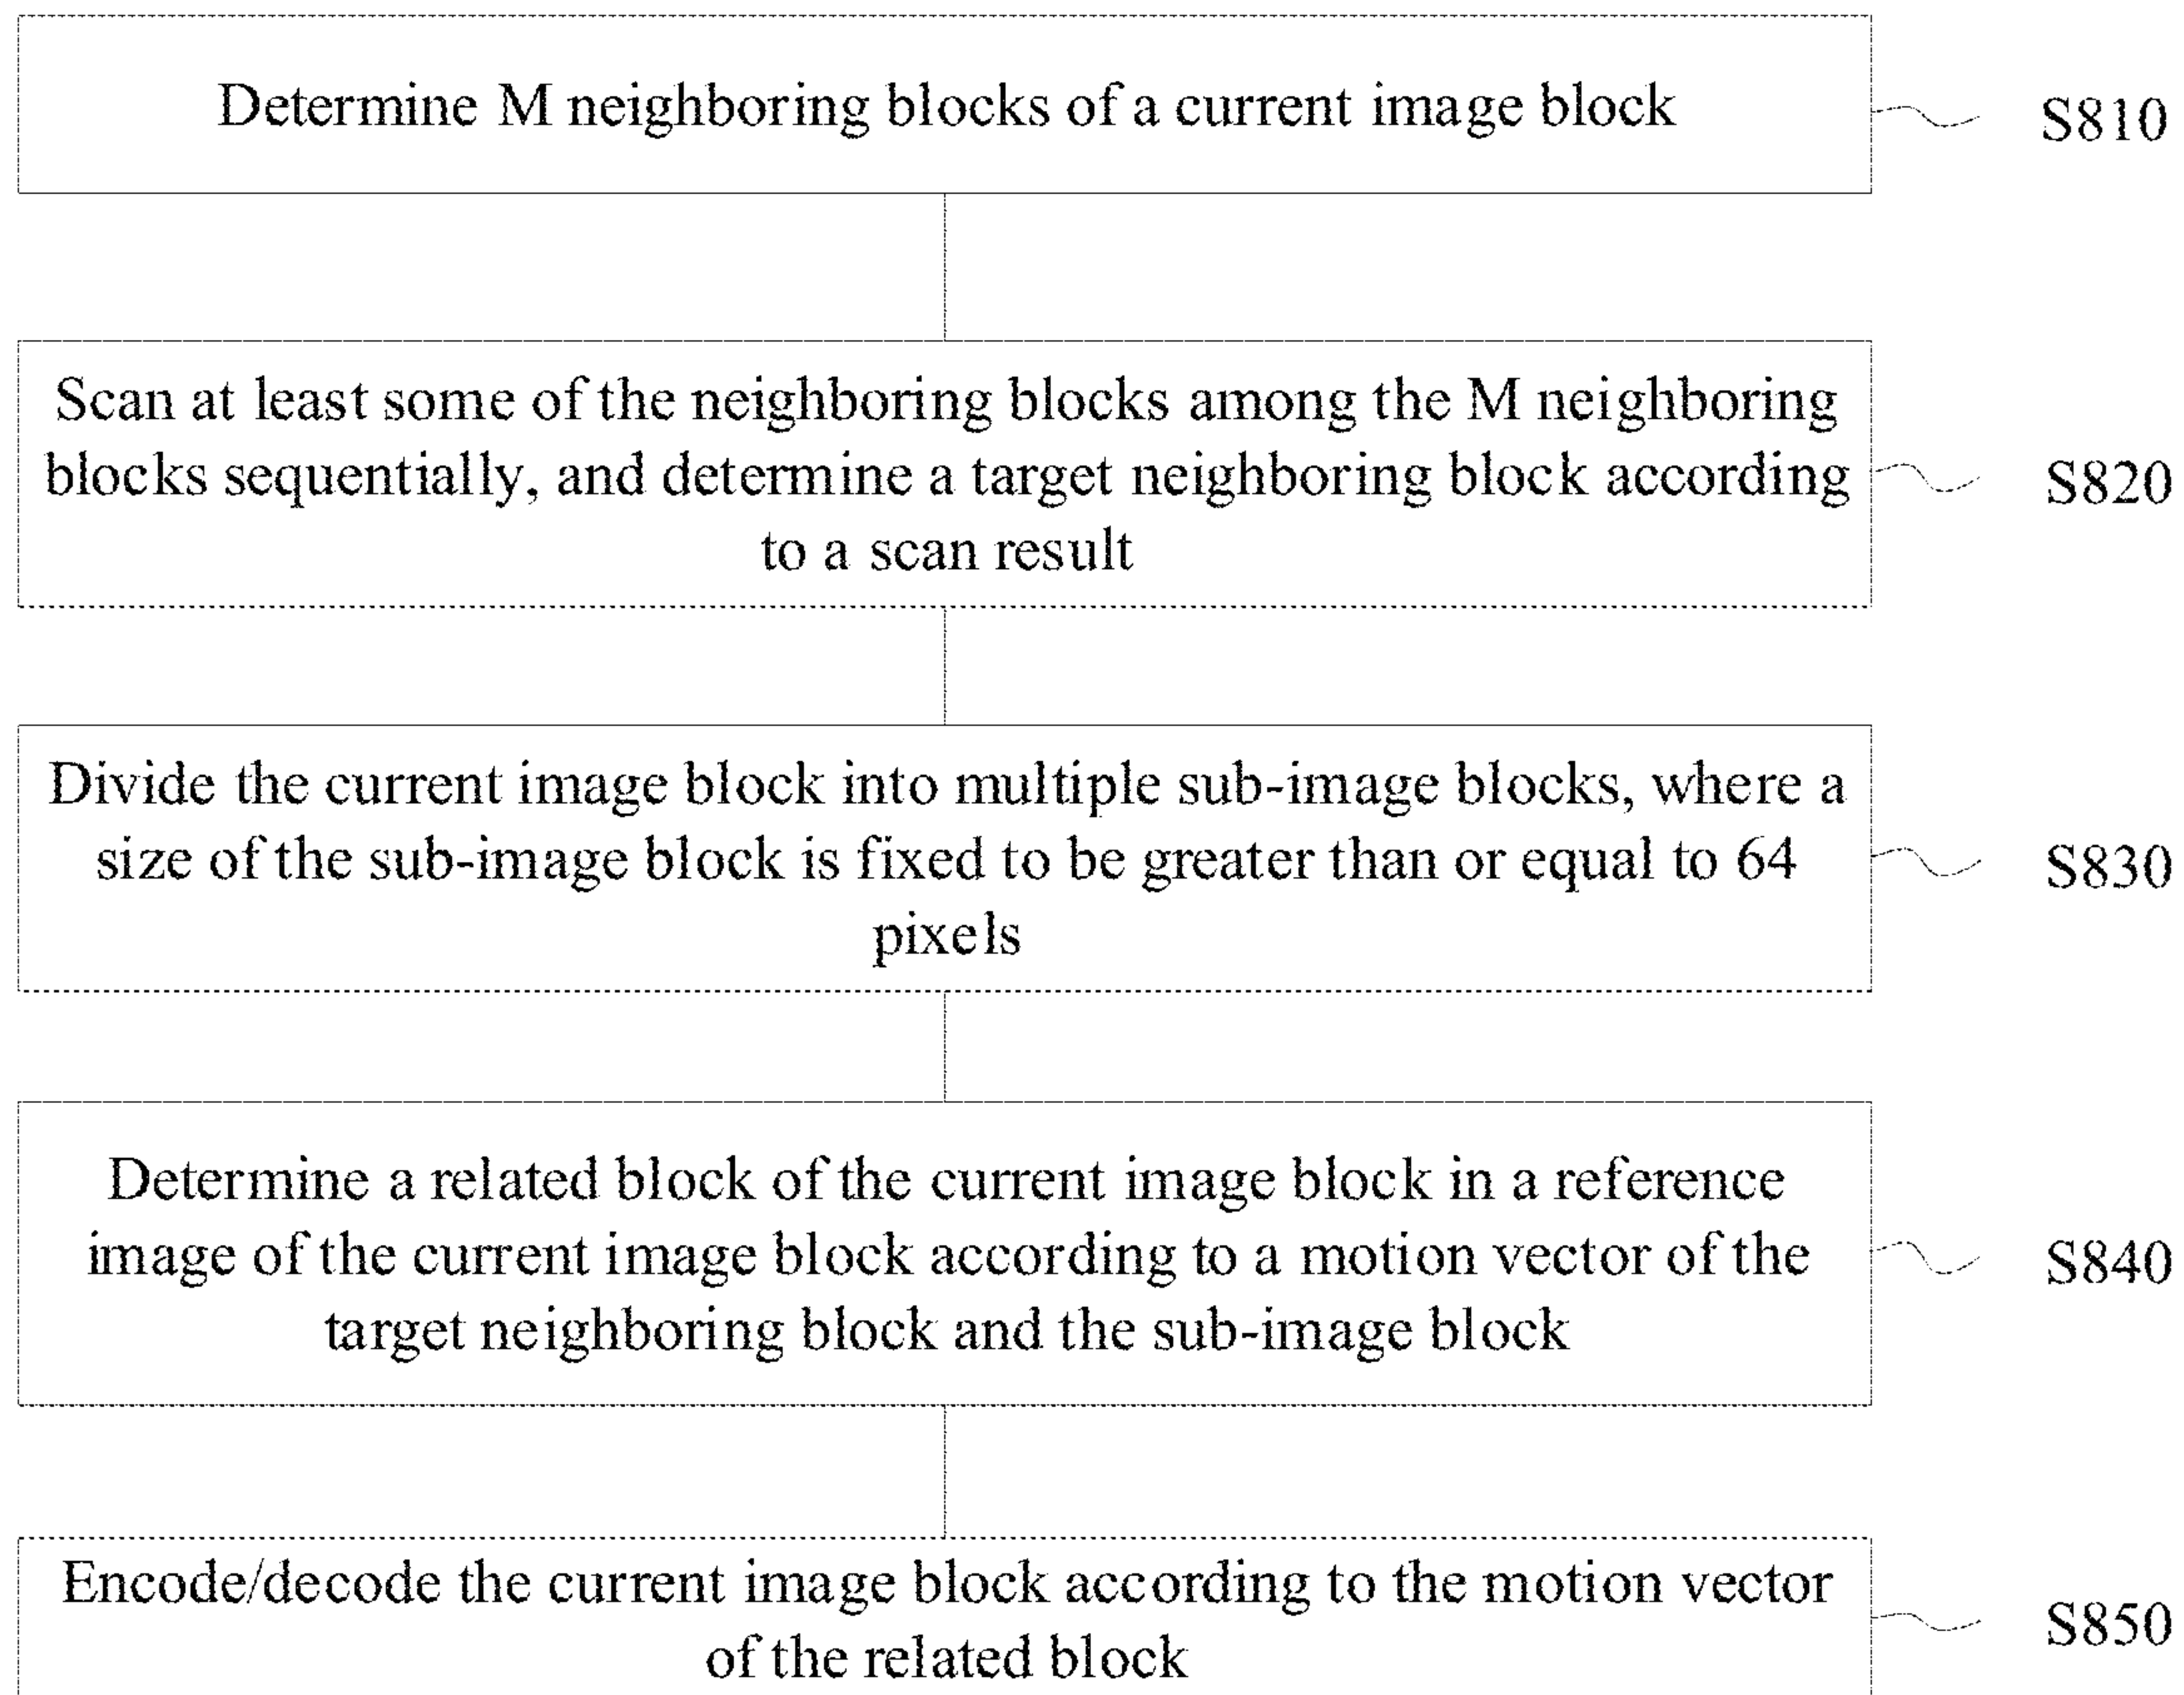 Determine M neighboring blocks of a current image block
S810
Scan at least some of the neighboring blocks among the M neighboring
blocks sequentially, and determine a target neighboring block according
to a scan result
S820
Divide the current image block into multiple sub-image blocks, where a
size of the sub-image block is fixed to be greater than or equal to 64
pixels
S830
Determine a related block of the current image block in a reference
image of the current image block according to a motion vector of the
target neighboring block and the sub-image block
S840
Encode/decode the current image block according to the motion vector
of the related block
S850